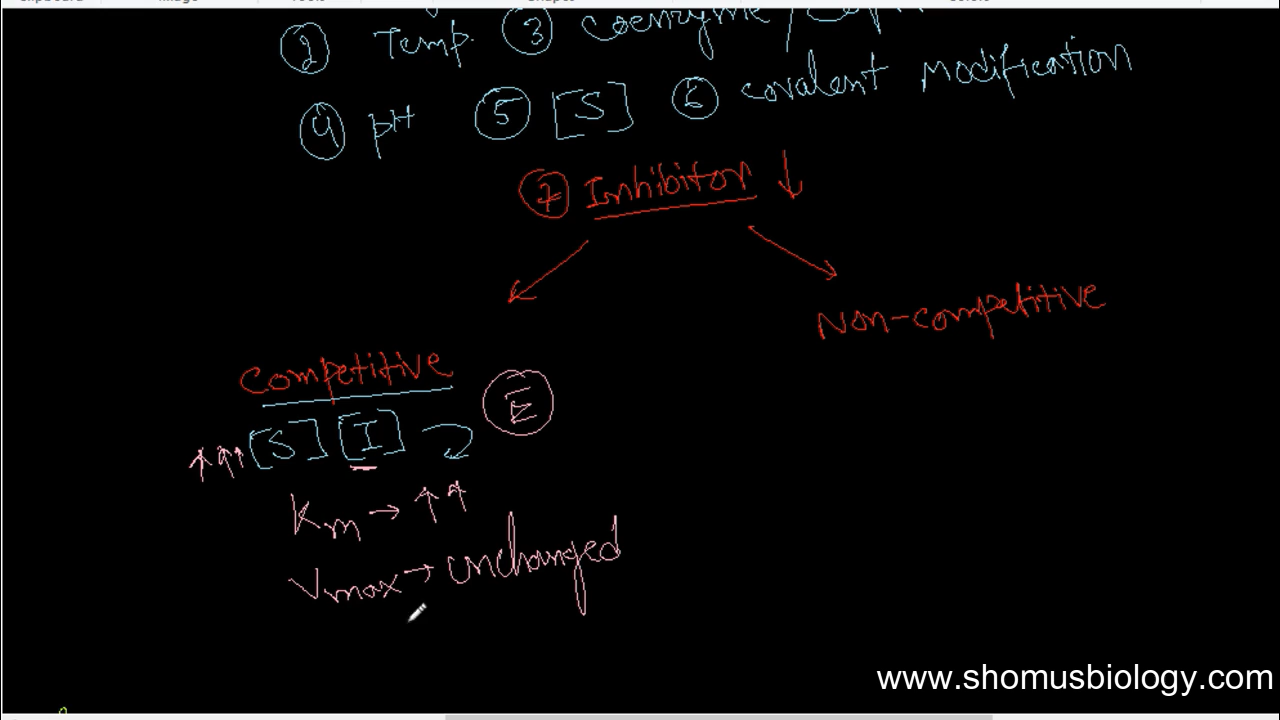 ② Temp. ③ coenzyme /
④ pH ⑤ [S] ⑥ covalent modification
⑦ Inhibitor ↓
Non-competitive
competitive
↑↑↑ [S] [I] E
Km → ↑↑
Vmax → unchanged
www.shomusbiology.com